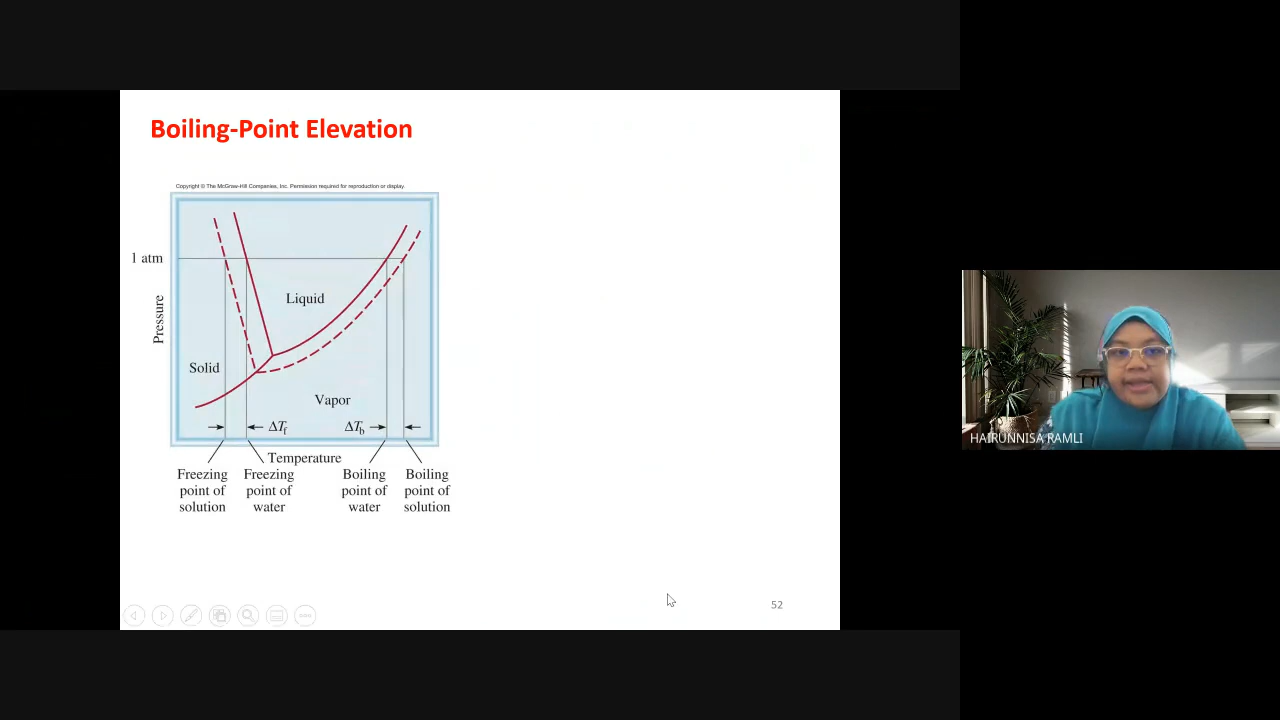 Boiling-Point Elevation
Copyright © The McGraw-Hill Companies, Inc. Permission required for reproduction or display.
1 atm
Pressure
Liquid
Solid
Vapor
ΔTf
ΔTb
Temperature
Freezing
point of
solution
Freezing
point of
water
Boiling
point of
water
Boiling
point of
solution
52
HAIRUNNISA RAMLI